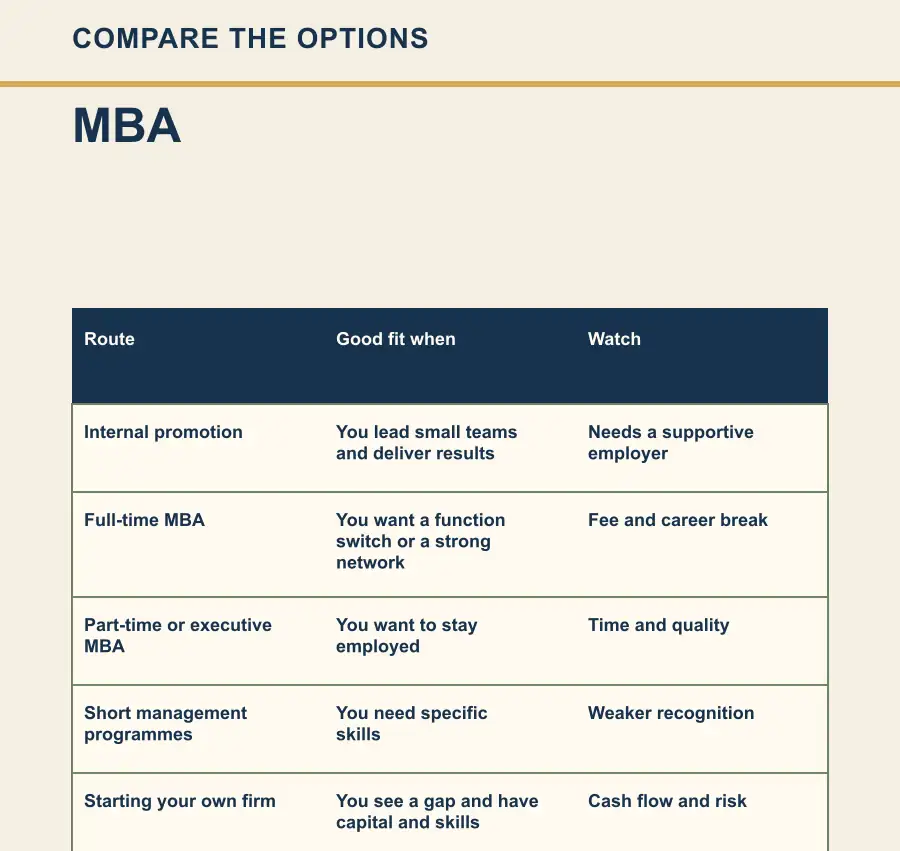 COMPARE THE OPTIONS
MBA
Route Good fit when Watch
Internal promotion You lead small teams Needs a supportive
and deliver results employer
Full-time MBA You want a function Fee and career break
switch or a strong
network
Part-time or executive You want to stay Time and quality
MBA employed
Short management You need specific Weaker recognition
programmes skills
Starting your own firm You see a gap and have Cash flow and risk
capital and skills